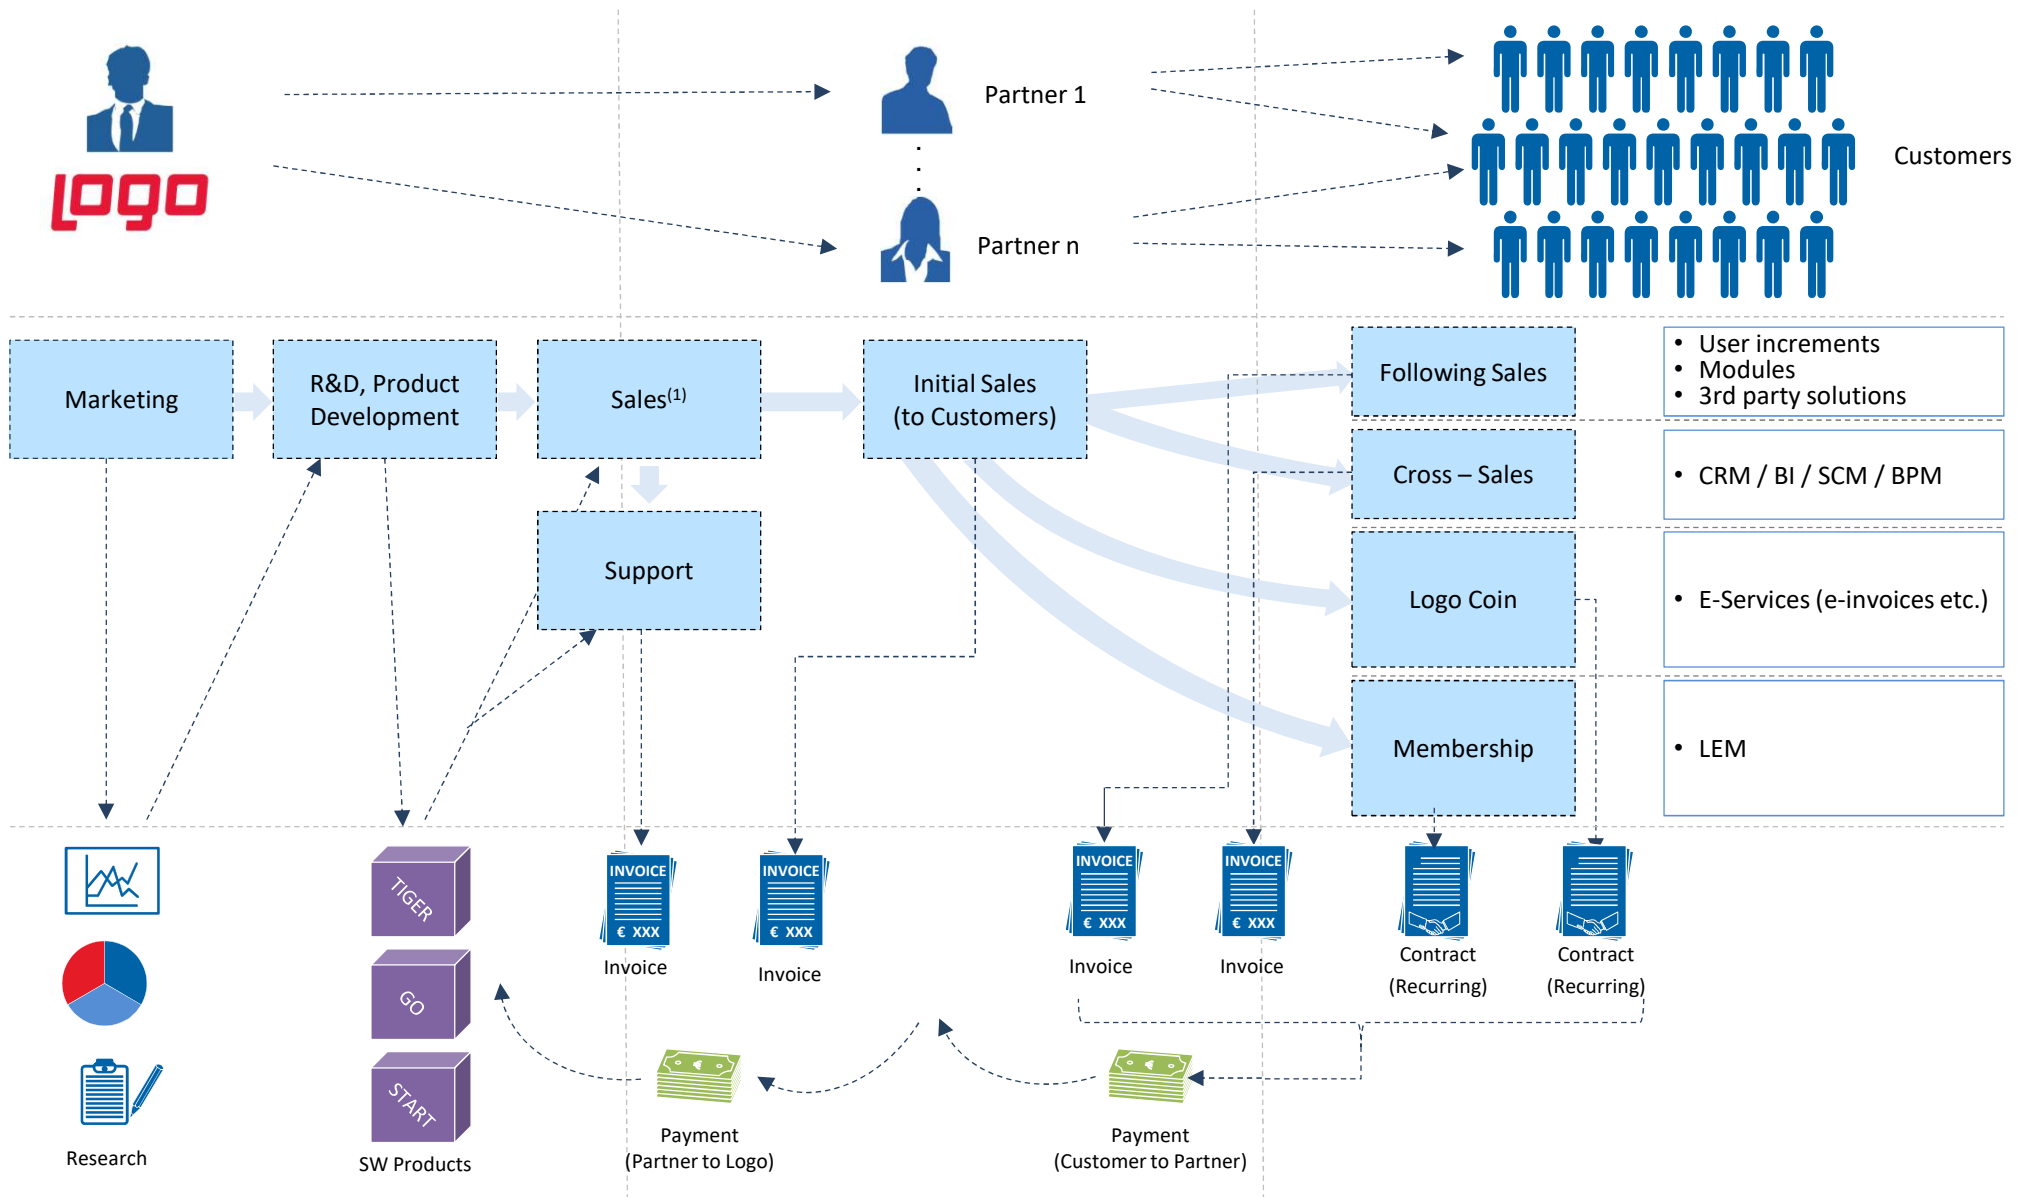 Partner 1
Logo
Customers
Partner n
Marketing
R&D, Product
Development
Sales(1)
Initial Sales
(to Customers)
Following Sales
• User increments
• Modules
• 3rd party solutions
Cross – Sales
• CRM / BI / SCM / BPM
Support
Logo Coin
• E-Services (e-invoices etc.)
Membership
• LEM
TIGER
GO
START
INVOICE
€ XXX
INVOICE
€ XXX
INVOICE
€ XXX
INVOICE
€ XXX
Invoice
Invoice
Invoice
Invoice
Contract
(Recurring)
Contract
(Recurring)
Research
SW Products
Payment
(Partner to Logo)
Payment
(Customer to Partner)